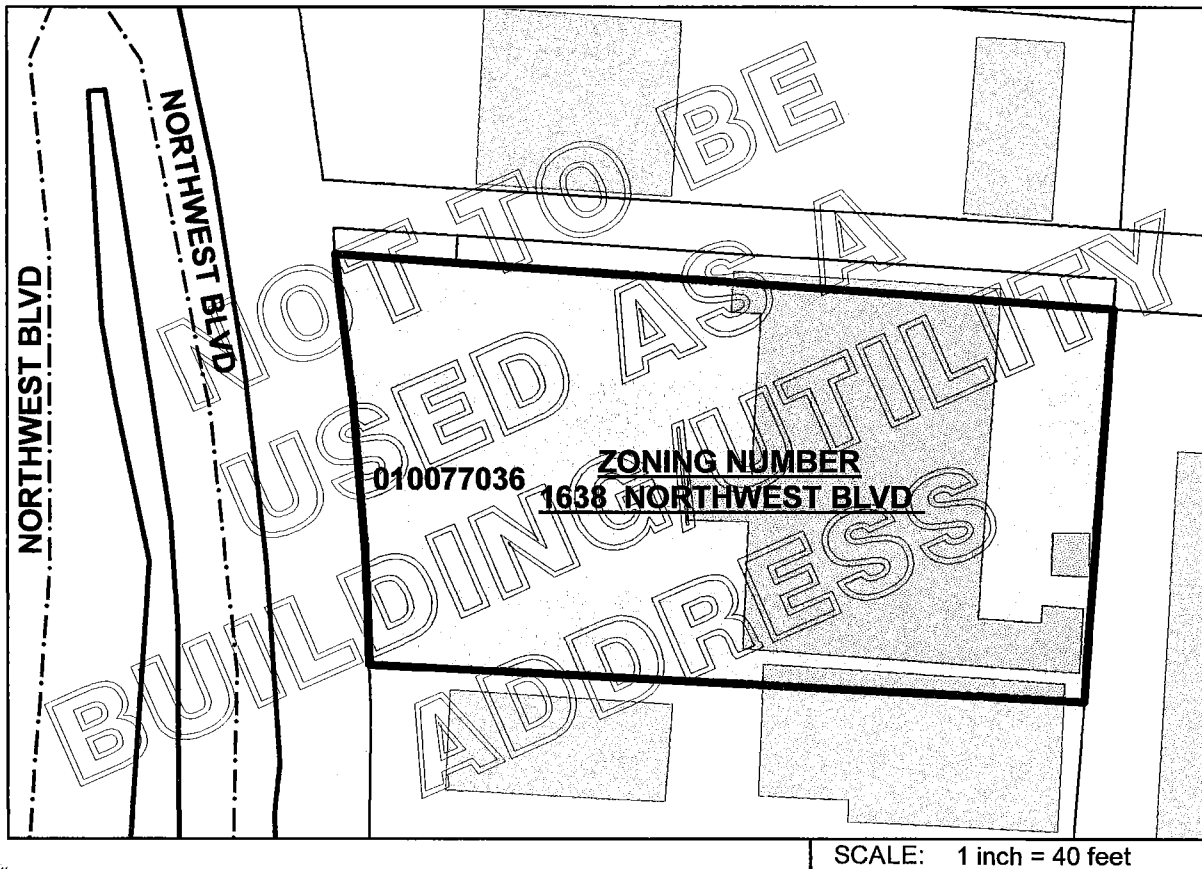 NORTHWEST BLVD
NORTHWEST BLVD
NOT TO BE
USED AS A
BUILDING/UTILITY
ADDRESS
010077036
ZONING NUMBER
1638 NORTHWEST BLVD
SCALE: 1 inch = 40 feet